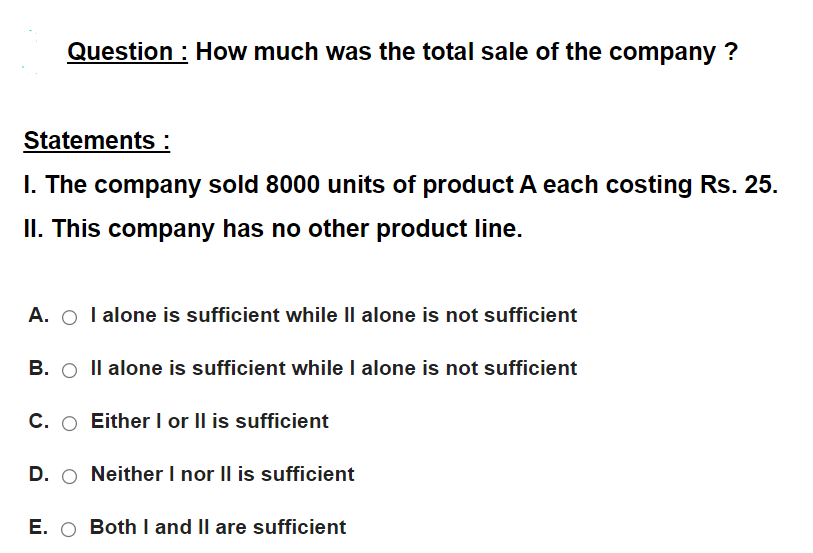 Question : How much was the total sale of the company ?
Statements :
I. The company sold 8000 units of product A each costing Rs. 25.
II. This company has no other product line.
A. I alone is sufficient while II alone is not sufficient
B. II alone is sufficient while I alone is not sufficient
C. Either I or II is sufficient
D. Neither I nor II is sufficient
E. Both I and II are sufficient